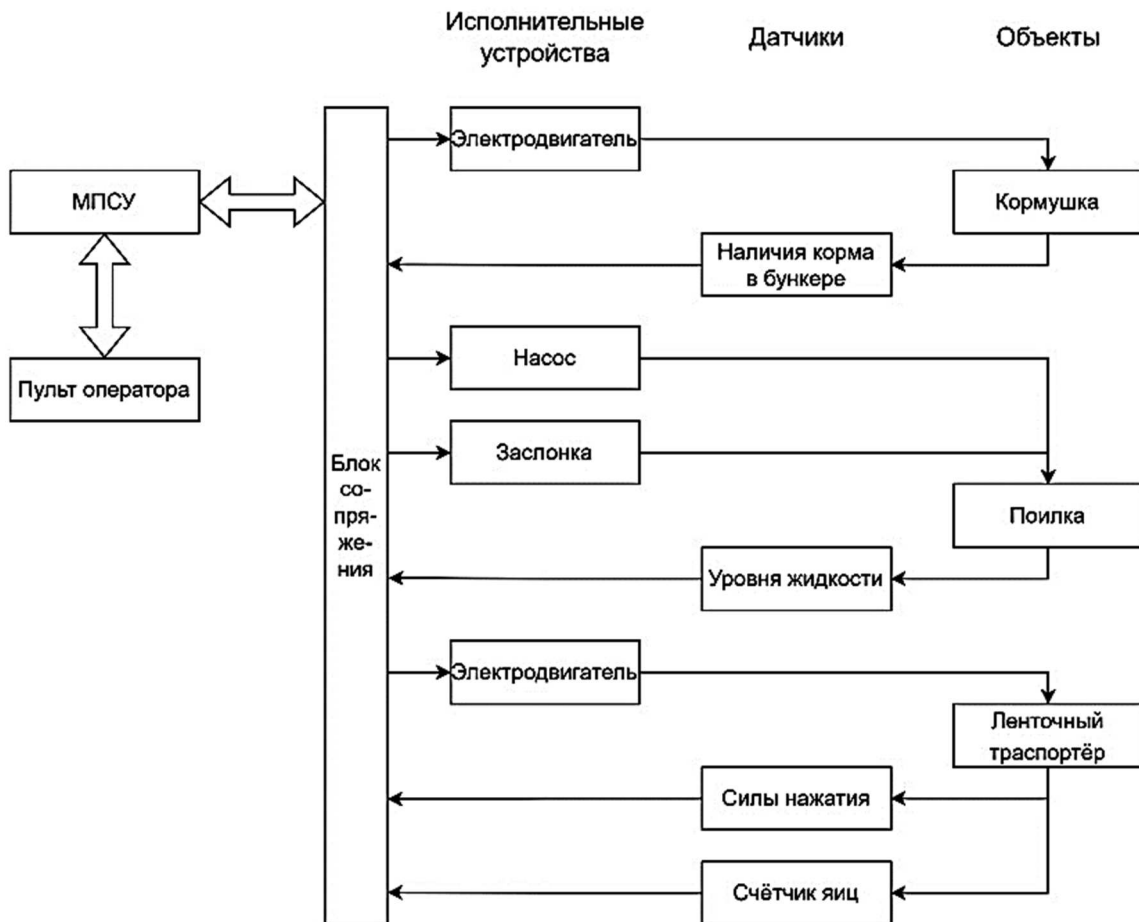 Исполнительные
устройства
Датчики
Объекты
Электродвигатель
МПСУ
Кормушка
Наличия корма
в бункере
Насос
Пульт оператора
Заслонка
Блок
со-
пря-
же-
ния
Поилка
Уровня жидкости
Электродвигатель
Ленточный
траспортёр
Силы нажатия
Счётчик яиц